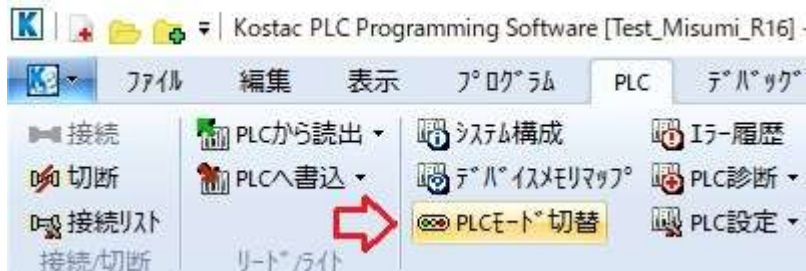 Kostac PLC Programming Software [Test_Misumi_R16] -
ﾌｧｲﾙ 編集 表示 ﾌﾟﾛｸﾞﾗﾑ PLC ﾃﾞﾊﾞｯｸﾞ
接続 PLCから読出 ｼｽﾃﾑ構成 ｴﾗｰ履歴
切断 PLCへ書込 ﾃﾞﾊﾞｲｽﾒﾓﾘﾏｯﾌﾟ PLC診断
接続ﾘｽﾄ PLCﾓｰﾄﾞ切替 PLC設定
接続/切断 ﾘｰﾄﾞ/ﾗｲﾄ